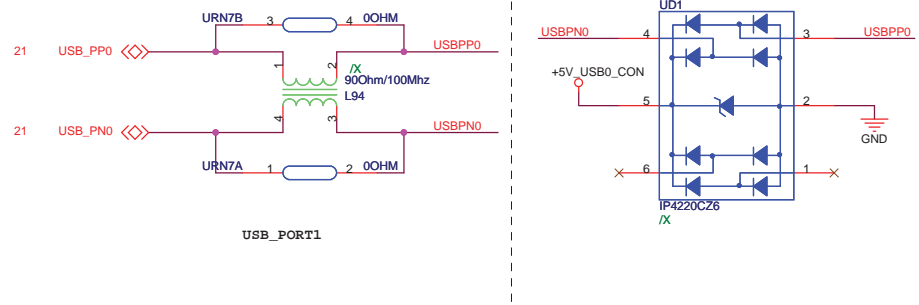 URN7B 3 4 0OHM
21 USB_PP0 USBPP0
1 2
/X
90Ohm/100Mhz
L94
4 3
21 USB_PN0 USBPN0
URN7A 1 2 0OHM
USB_PORT1
UD1
USBPN0 4 3 USBPP0
+5V_USB0_CON
5 2
GND
6 1
IP4220CZ6
/X